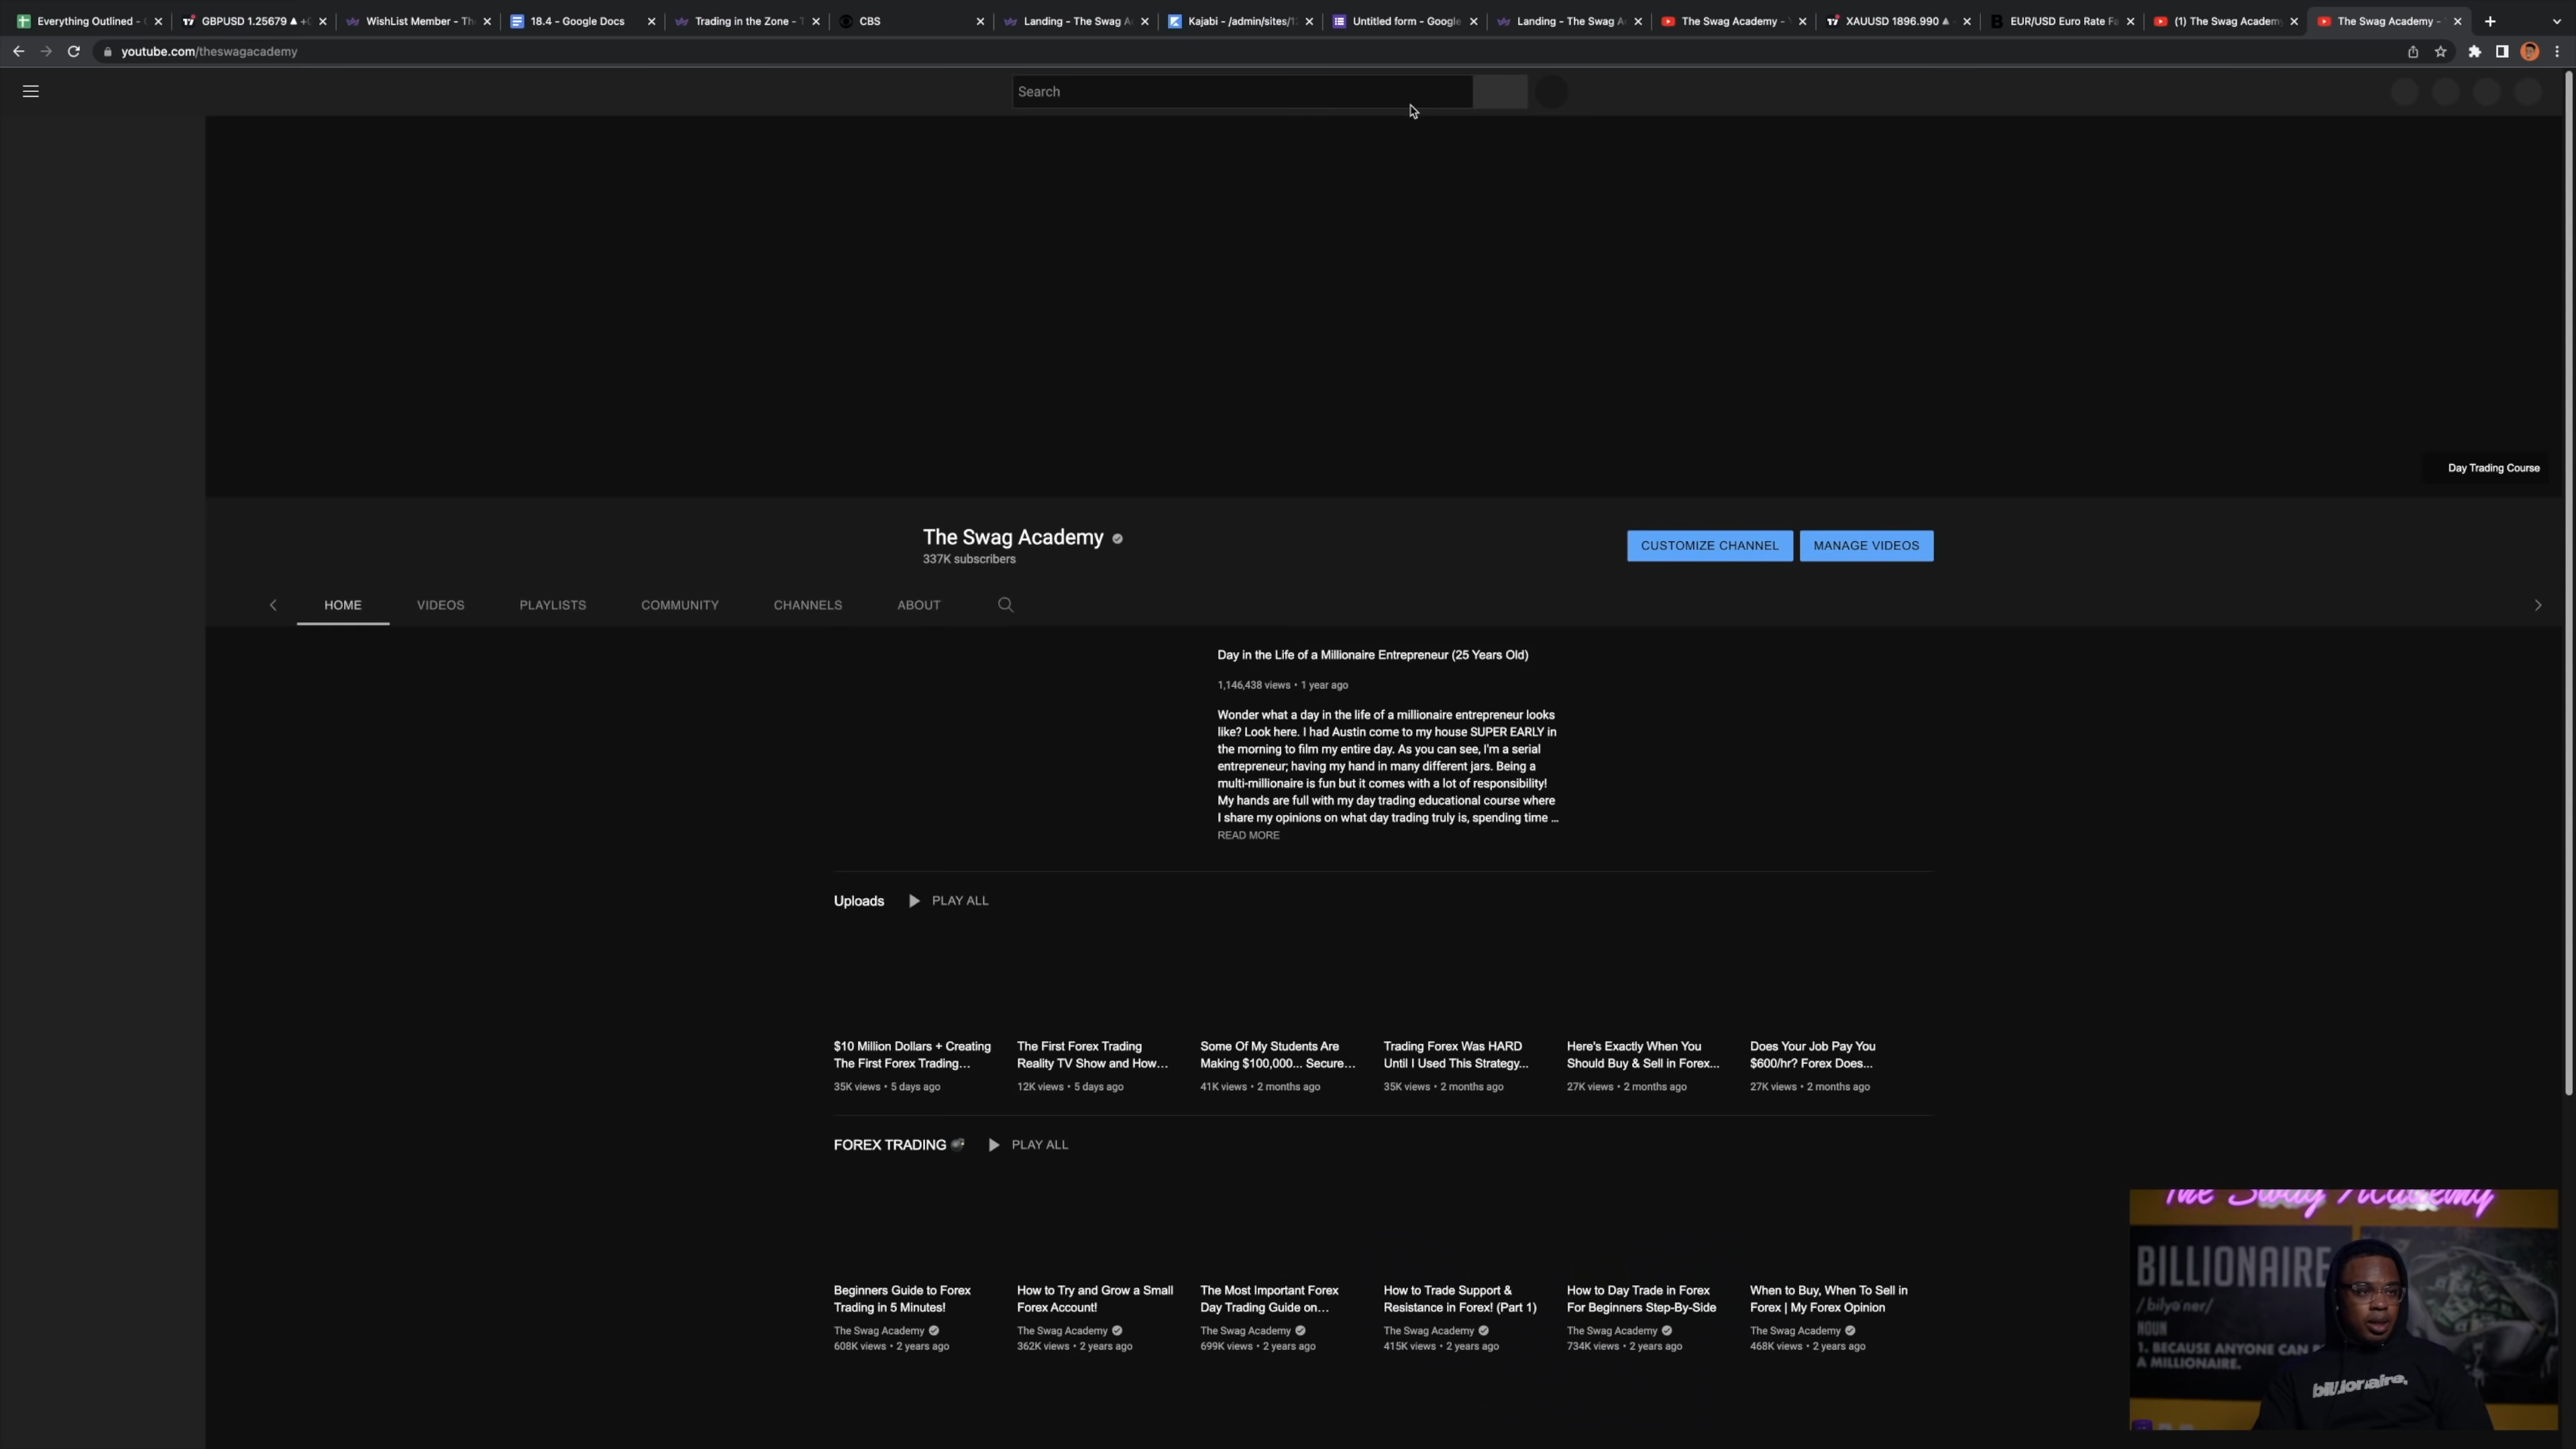 Everything Outlined -
GBPUSD 1.25679 ▲ +
WishList Member - Th
18.4 - Google Docs
Trading in the Zone - T
CBS
Landing - The Swag A
Kajabi - /admin/sites/1
Untitled form - Google
Landing - The Swag A
The Swag Academy -
XAUUSD 1896.990 ▲
EUR/USD Euro Rate F
(1) The Swag Academ
The Swag Academy -
youtube.com/theswagacademy
Search
Day Trading Course
The Swag Academy
337K subscribers
CUSTOMIZE CHANNEL
MANAGE VIDEOS
HOME
VIDEOS
PLAYLISTS
COMMUNITY
CHANNELS
ABOUT
Day in the Life of a Millionaire Entrepreneur (25 Years Old)
1,146,438 views • 1 year ago
Wonder what a day in the life of a millionaire entrepreneur looks
like? Look here. I had Austin come to my house SUPER EARLY in
the morning to film my entire day. As you can see, I'm a serial
entrepreneur; having my hand in many different jars. Being a
multi-millionaire is fun but it comes with a lot of responsibility!
My hands are full with my day trading educational course where
I share my opinions on what day trading truly is, spending time ...
READ MORE
Uploads
PLAY ALL
$10 Million Dollars + Creating
The First Forex Trading...
35K views • 5 days ago
The First Forex Trading
Reality TV Show and How...
12K views • 5 days ago
Some Of My Students Are
Making $100,000... Secure...
41K views • 2 months ago
Trading Forex Was HARD
Until I Used This Strategy...
35K views • 2 months ago
Here's Exactly When You
Should Buy & Sell in Forex...
27K views • 2 months ago
Does Your Job Pay You
$600/hr? Forex Does...
27K views • 2 months ago
FOREX TRADING
PLAY ALL
Beginners Guide to Forex
Trading in 5 Minutes!
The Swag Academy
608K views • 2 years ago
How to Try and Grow a Small
Forex Account!
The Swag Academy
362K views • 2 years ago
The Most Important Forex
Day Trading Guide on...
The Swag Academy
699K views • 2 years ago
How to Trade Support &
Resistance in Forex! (Part 1)
The Swag Academy
415K views • 2 years ago
How to Day Trade in Forex
For Beginners Step-By-Side
The Swag Academy
734K views • 2 years ago
When to Buy, When To Sell in
Forex | My Forex Opinion
The Swag Academy
468K views • 2 years ago
The Swag Academy
BILLIONAIRE
/bilyəˈner/
NOUN
1. BECAUSE ANYONE CAN
A MILLIONAIRE.
billionaire.